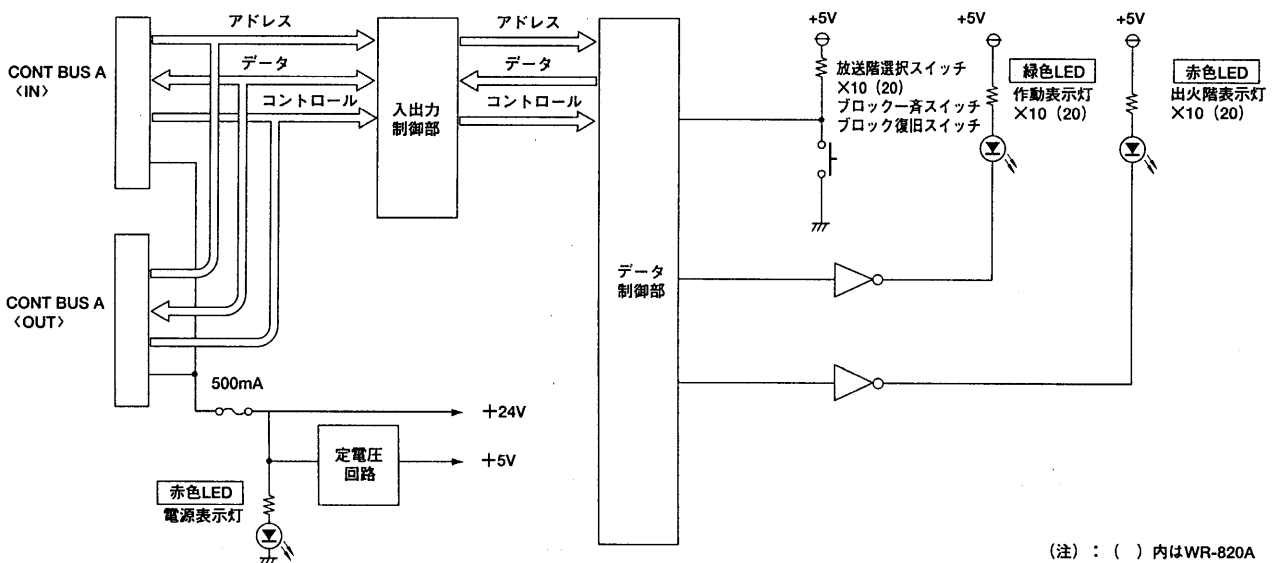 CONT BUS A
〈IN〉
アドレス
データ
コントロール
入出力
制御部
アドレス
データ
コントロール
+5V
放送階選択スイッチ
×10 (20)
ブロック一斉スイッチ
ブロック復旧スイッチ
+5V
緑色LED
作動表示灯
×10 (20)
+5V
赤色LED
出火階表示灯
×10 (20)
データ
制御部
CONT BUS A
〈OUT〉
500mA
+24V
定電圧
回路
+5V
赤色LED
電源表示灯
(注) : ( ) 内はWR-820A